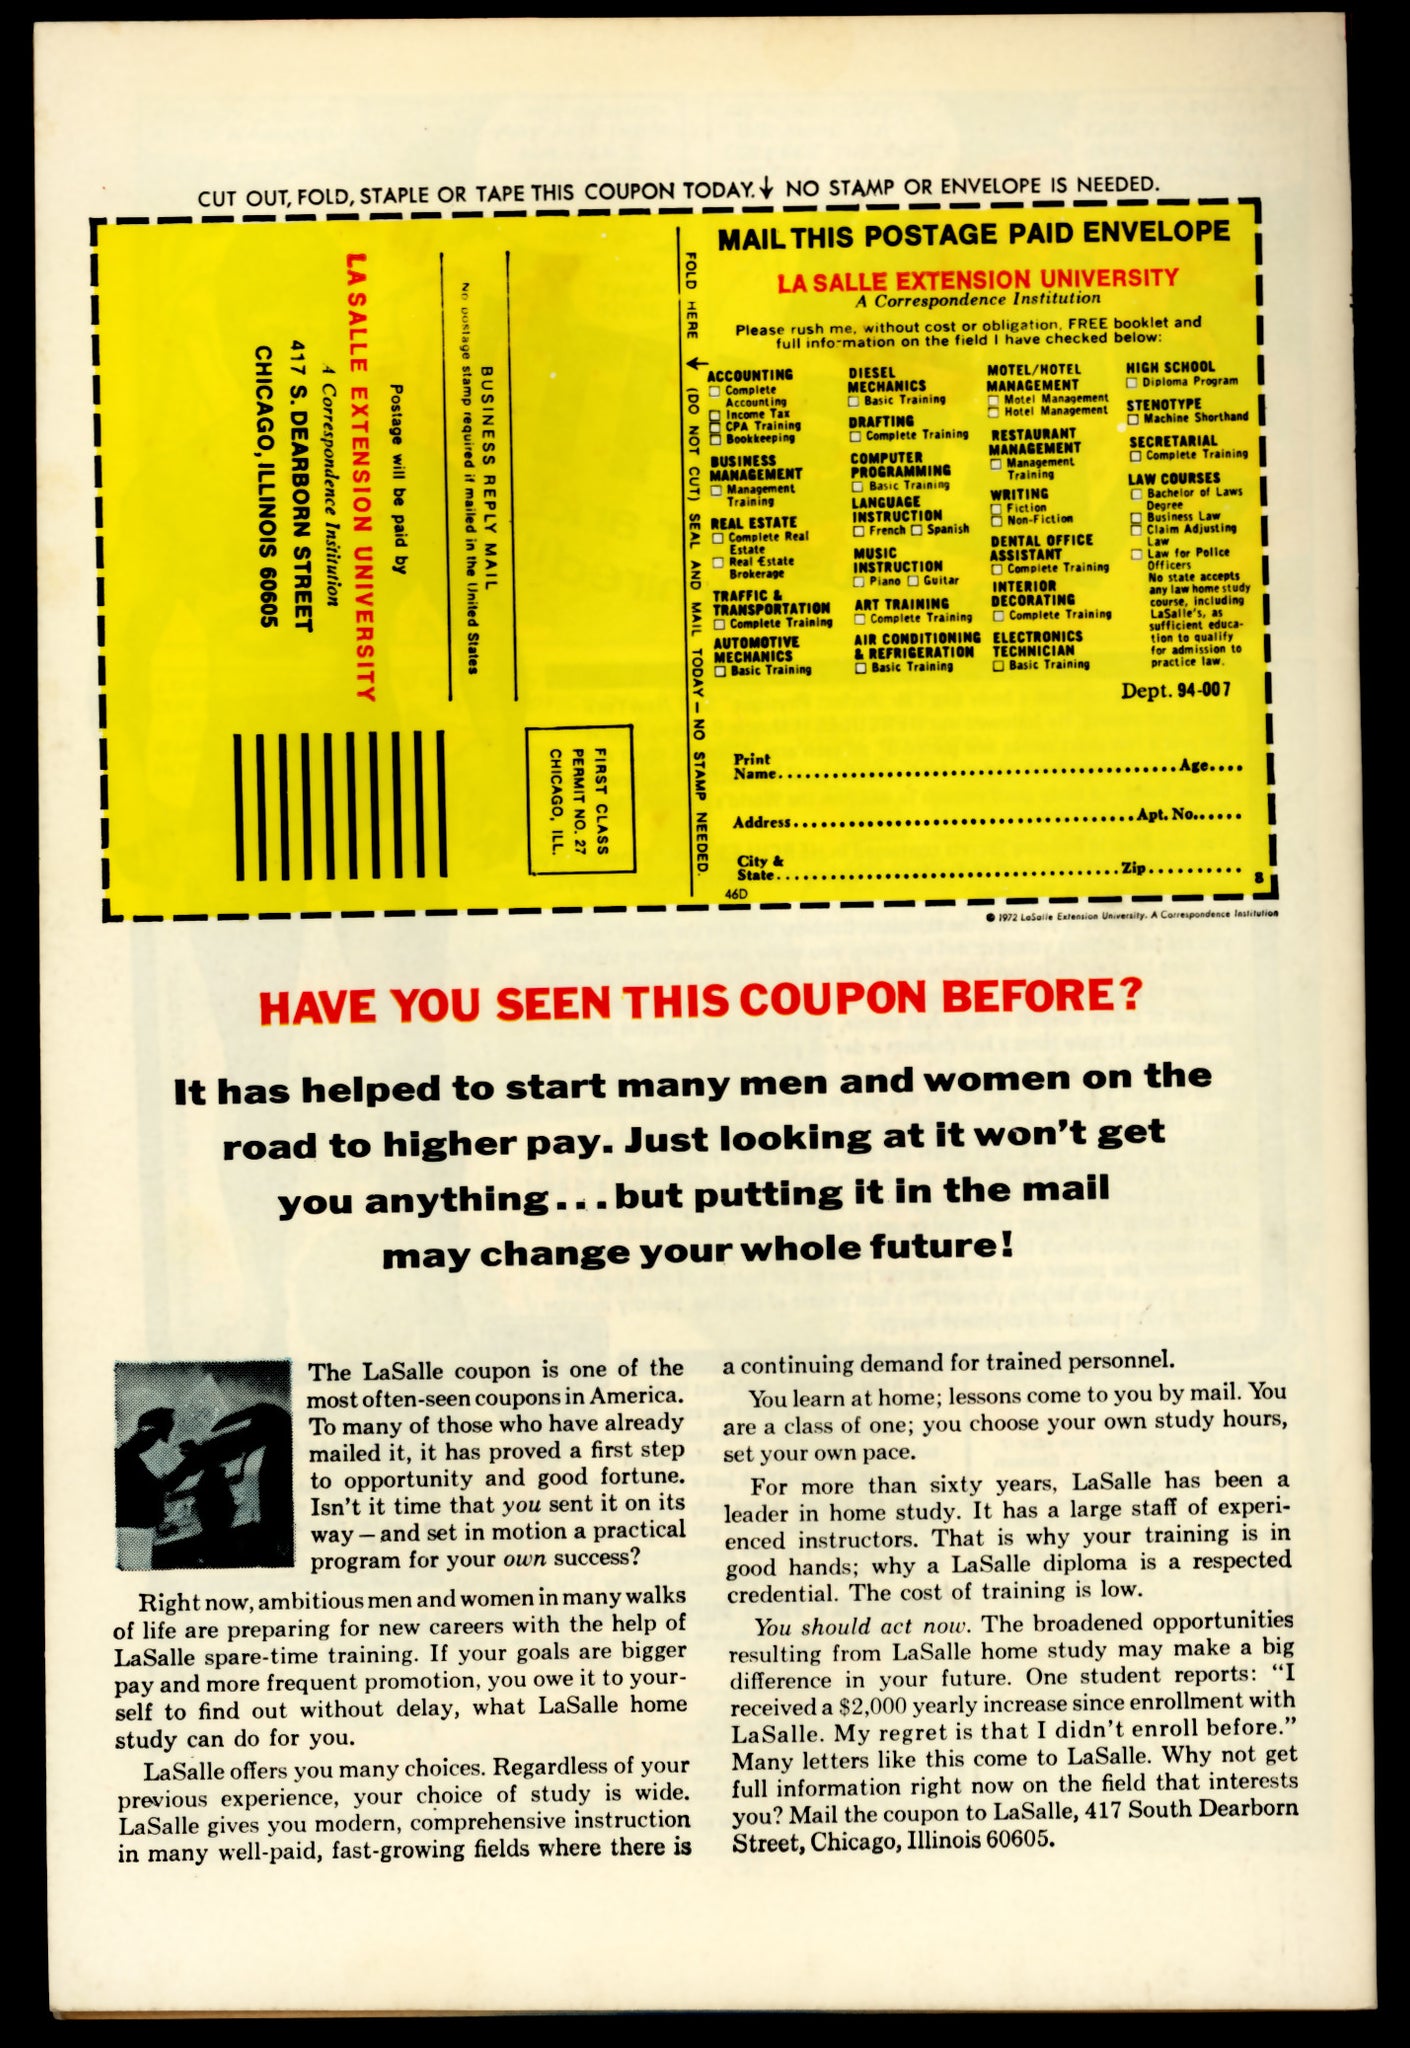 CUT OUT, FOLD, STAPLE OR TAPE THIS COUPON TODAY. ↓ NO STAMP OR ENVELOPE IS NEEDED.
BUSINESS REPLY MAIL
No postage stamp required if mailed in the United States
Postage will be paid by
LA SALLE EXTENSION UNIVERSITY
A Correspondence Institution
417 S. DEARBORN STREET
CHICAGO, ILLINOIS 60605
FIRST CLASS
PERMIT NO. 27
CHICAGO, ILL.
FOLD HERE ↓ (DO NOT CUT) SEAL AND MAIL TODAY — NO STAMP NEEDED.
MAIL THIS POSTAGE PAID ENVELOPE
LA SALLE EXTENSION UNIVERSITY
A Correspondence Institution
Please rush me, without cost or obligation, FREE booklet and
full information on the field I have checked below:
ACCOUNTING
☐ Complete
Accounting
☐ Income Tax
☐ CPA Training
☐ Bookkeeping
BUSINESS
MANAGEMENT
☐ Management
Training
REAL ESTATE
☐ Complete Real
Estate
☐ Real Estate
Brokerage
TRAFFIC &
TRANSPORTATION
☐ Complete Training
AUTOMOTIVE
MECHANICS
☐ Basic Training
DIESEL
MECHANICS
☐ Basic Training
DRAFTING
☐ Complete Training
COMPUTER
PROGRAMMING
☐ Basic Training
LANGUAGE
INSTRUCTION
☐ French ☐ Spanish
MUSIC
INSTRUCTION
☐ Piano ☐ Guitar
ART TRAINING
☐ Complete Training
AIR CONDITIONING
& REFRIGERATION
☐ Basic Training
MOTEL/HOTEL
MANAGEMENT
☐ Motel Management
☐ Hotel Management
RESTAURANT
MANAGEMENT
☐ Management
Training
WRITING
☐ Fiction
☐ Non-Fiction
DENTAL OFFICE
ASSISTANT
☐ Complete Training
INTERIOR
DECORATING
☐ Complete Training
ELECTRONICS
TECHNICIAN
☐ Basic Training
HIGH SCHOOL
☐ Diploma Program
STENOTYPE
☐ Machine Shorthand
SECRETARIAL
☐ Complete Training
LAW COURSES
☐ Bachelor of Laws
Degree
☐ Business Law
☐ Claim Adjusting
Law
☐ Law for Police
Officers
No state accepts
any law home study
course, including
LaSalle's, as
sufficient educa-
tion to qualify
for admission to
practice law.
Dept. 94-007
Print
Name..........Age....
Address..........Apt. No......
City &
State..........Zip..........
46D
8
© 1972 LaSalle Extension University. A Correspondence Institution
HAVE YOU SEEN THIS COUPON BEFORE?
It has helped to start many men and women on the
road to higher pay. Just looking at it won't get
you anything...but putting it in the mail
may change your whole future!
The LaSalle coupon is one of the
most often-seen coupons in America.
To many of those who have already
mailed it, it has proved a first step
to opportunity and good fortune.
Isn't it time that you sent it on its
way — and set in motion a practical
program for your own success?
Right now, ambitious men and women in many walks
of life are preparing for new careers with the help of
LaSalle spare-time training. If your goals are bigger
pay and more frequent promotion, you owe it to your-
self to find out without delay, what LaSalle home
study can do for you.
LaSalle offers you many choices. Regardless of your
previous experience, your choice of study is wide.
LaSalle gives you modern, comprehensive instruction
in many well-paid, fast-growing fields where there is
a continuing demand for trained personnel.
You learn at home; lessons come to you by mail. You
are a class of one; you choose your own study hours,
set your own pace.
For more than sixty years, LaSalle has been a
leader in home study. It has a large staff of experi-
enced instructors. That is why your training is in
good hands; why a LaSalle diploma is a respected
credential. The cost of training is low.
You should act now. The broadened opportunities
resulting from LaSalle home study may make a big
difference in your future. One student reports: "I
received a $2,000 yearly increase since enrollment with
LaSalle. My regret is that I didn't enroll before."
Many letters like this come to LaSalle. Why not get
full information right now on the field that interests
you? Mail the coupon to LaSalle, 417 South Dearborn
Street, Chicago, Illinois 60605.